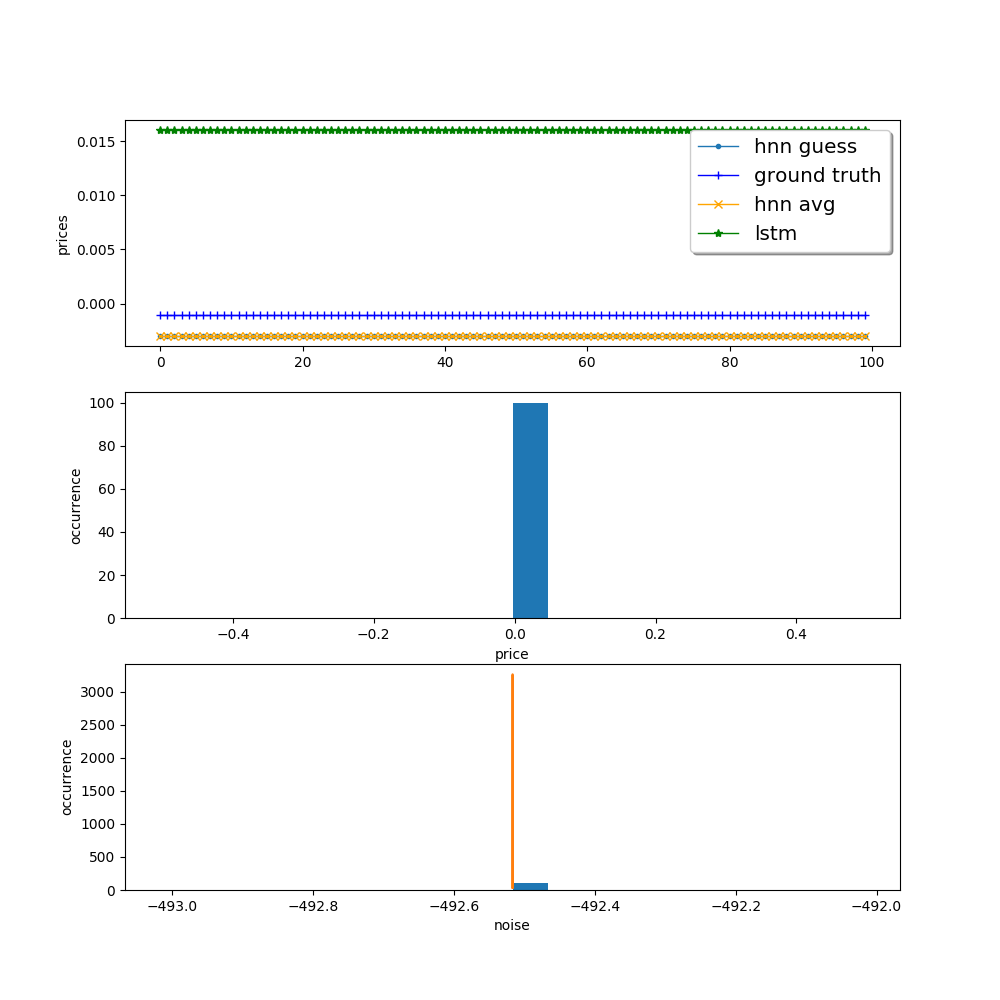 0.015
0.010
0.005
0.000
prices
hnn guess
ground truth
hnn avg
lstm
0 20 40 60 80 100
100
80
60
40
20
0
occurrence
−0.4 −0.2 0.0 0.2 0.4
price
3000
2500
2000
1500
1000
500
0
occurrence
−493.0 −492.8 −492.6 −492.4 −492.2 −492.0
noise